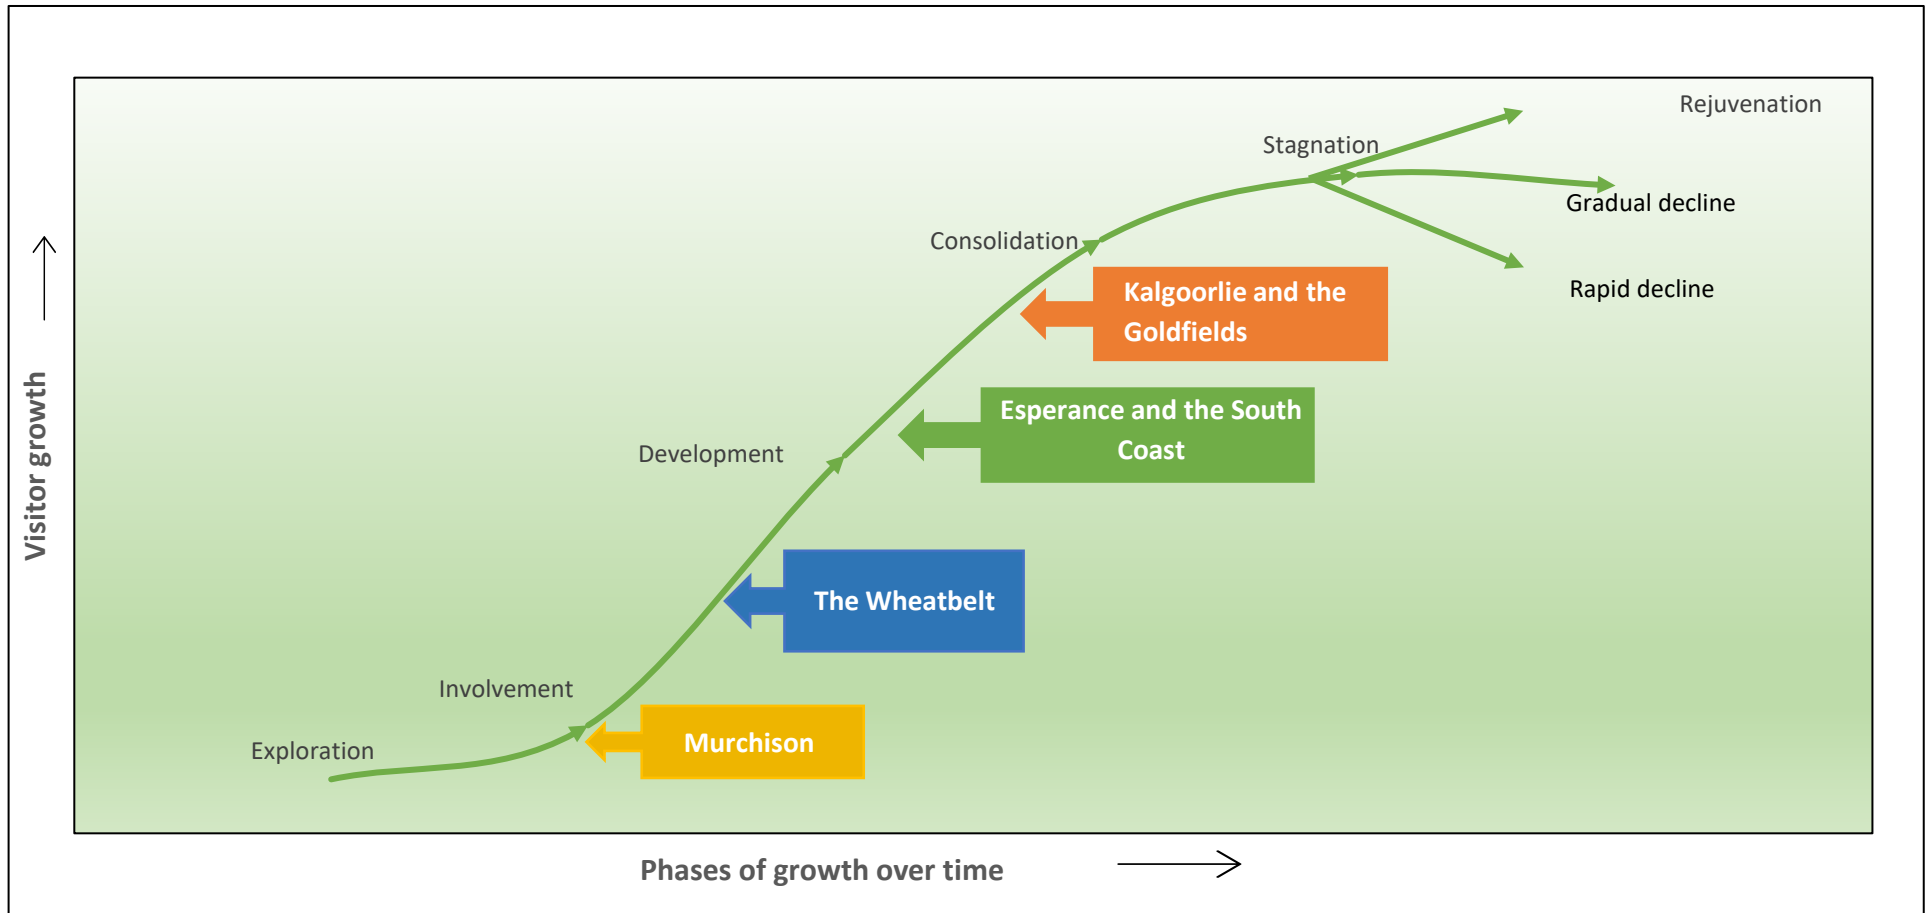 Rejuvenation
Stagnation
Gradual decline
Consolidation
Rapid decline
Kalgoorlie and the
Goldfields
Esperance and the South
Coast
Development
The Wheatbelt
Involvement
Murchison
Exploration
Visitor growth
Phases of growth over time